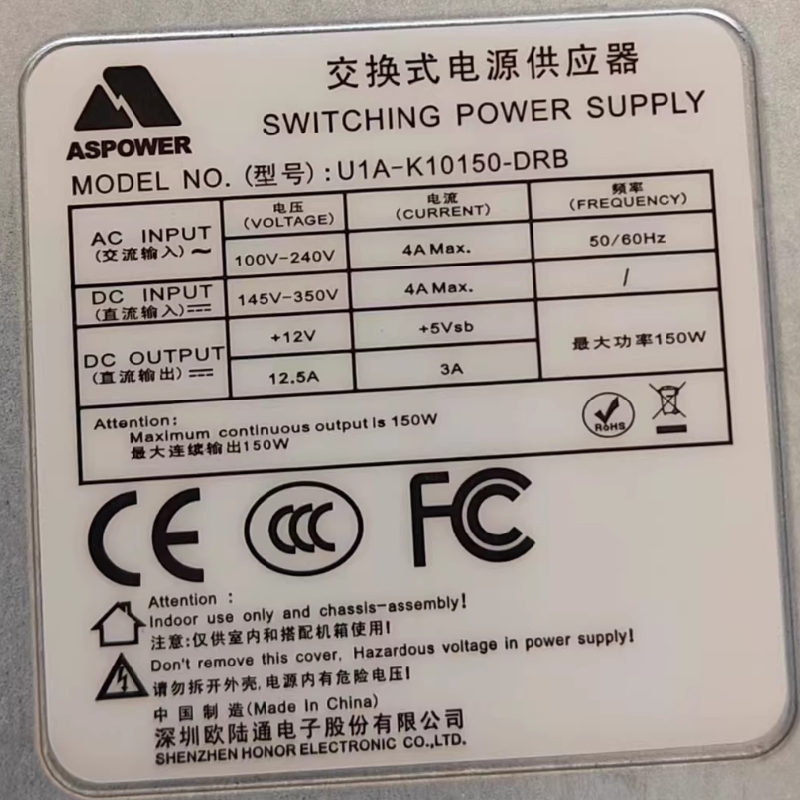 交换式电源供应器
SWITCHING POWER SUPPLY
ASPOWER
MODEL NO. (型号) : U1A-K10150-DRB
AC INPUT
(交流输入) ~
电压
(VOLTAGE)
电流
(CURRENT)
频率
(FREQUENCY)
100V-240V
4A Max.
50/60Hz
DC INPUT
(直流输入)⎓
145V-350V
4A Max.
/
DC OUTPUT
(直流输出)⎓
+12V
+5Vsb
最大功率150W
12.5A
3A
Attention:
Maximum continuous output is 150W
最大连续输出150W
RoHS
CE
CCC
FC
Attention :
Indoor use only and chassis-assembly!
注意:仅供室内和搭配机箱使用!
Don't remove this cover, Hazardous voltage in power supply!
请勿拆开外壳,电源内有危险电压!
中国制造(Made In China)
深圳欧陆通电子股份有限公司
SHENZHEN HONOR ELECTRONIC CO.,LTD.